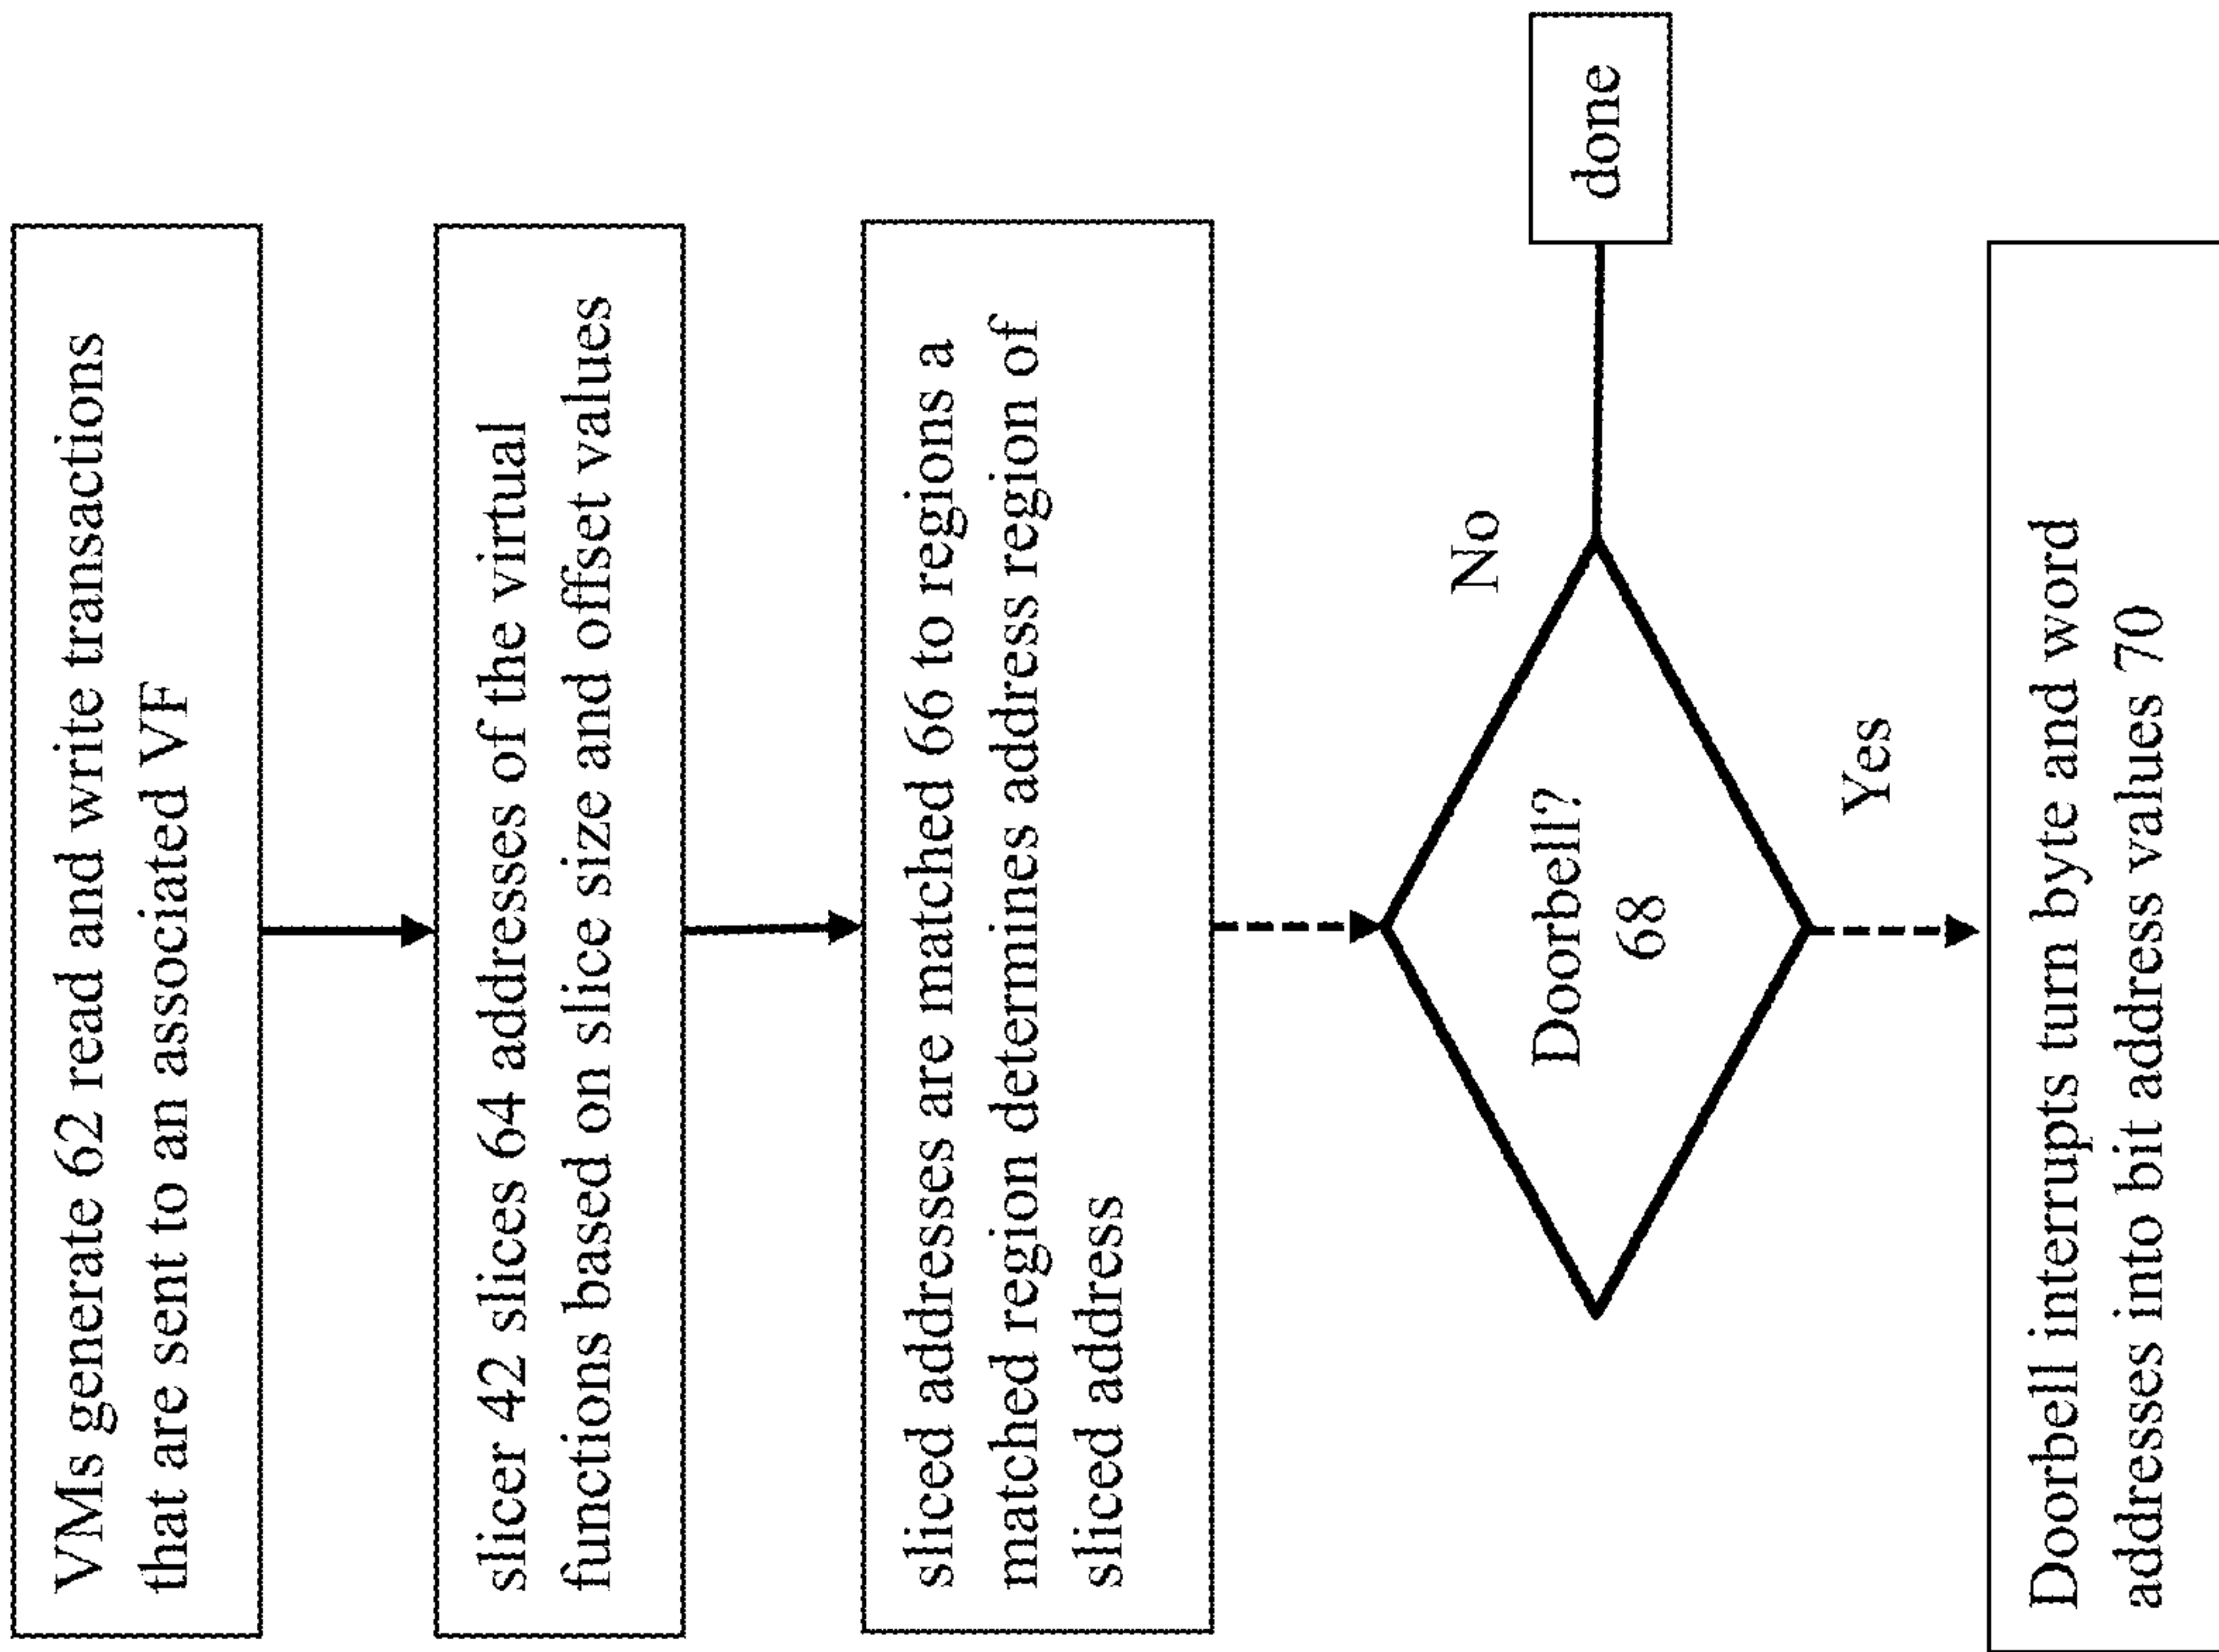 VMs generate 62 read and write transactions
that are sent to an associated VF
slicer 42 slices 64 addresses of the virtual
functions based on slice size and offset values
sliced addresses are matched 66 to regions a
matched region determines address region of
sliced address
Doorbell?
68
No
done
Yes
Doorbell interrupts turn byte and word
addresses into bit address values 70